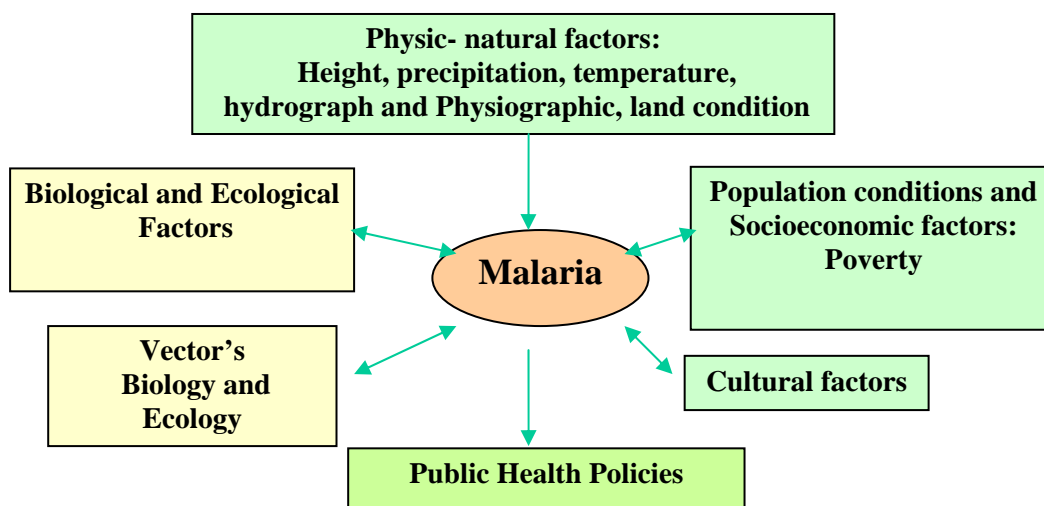 Physic- natural factors:
Height, precipitation, temperature,
hydrograph and Physiographic, land condition
Biological and Ecological
Factors
Population conditions and
Socioeconomic factors:
Poverty
Malaria
Vector’s
Biology and
Ecology
Cultural factors
Public Health Policies